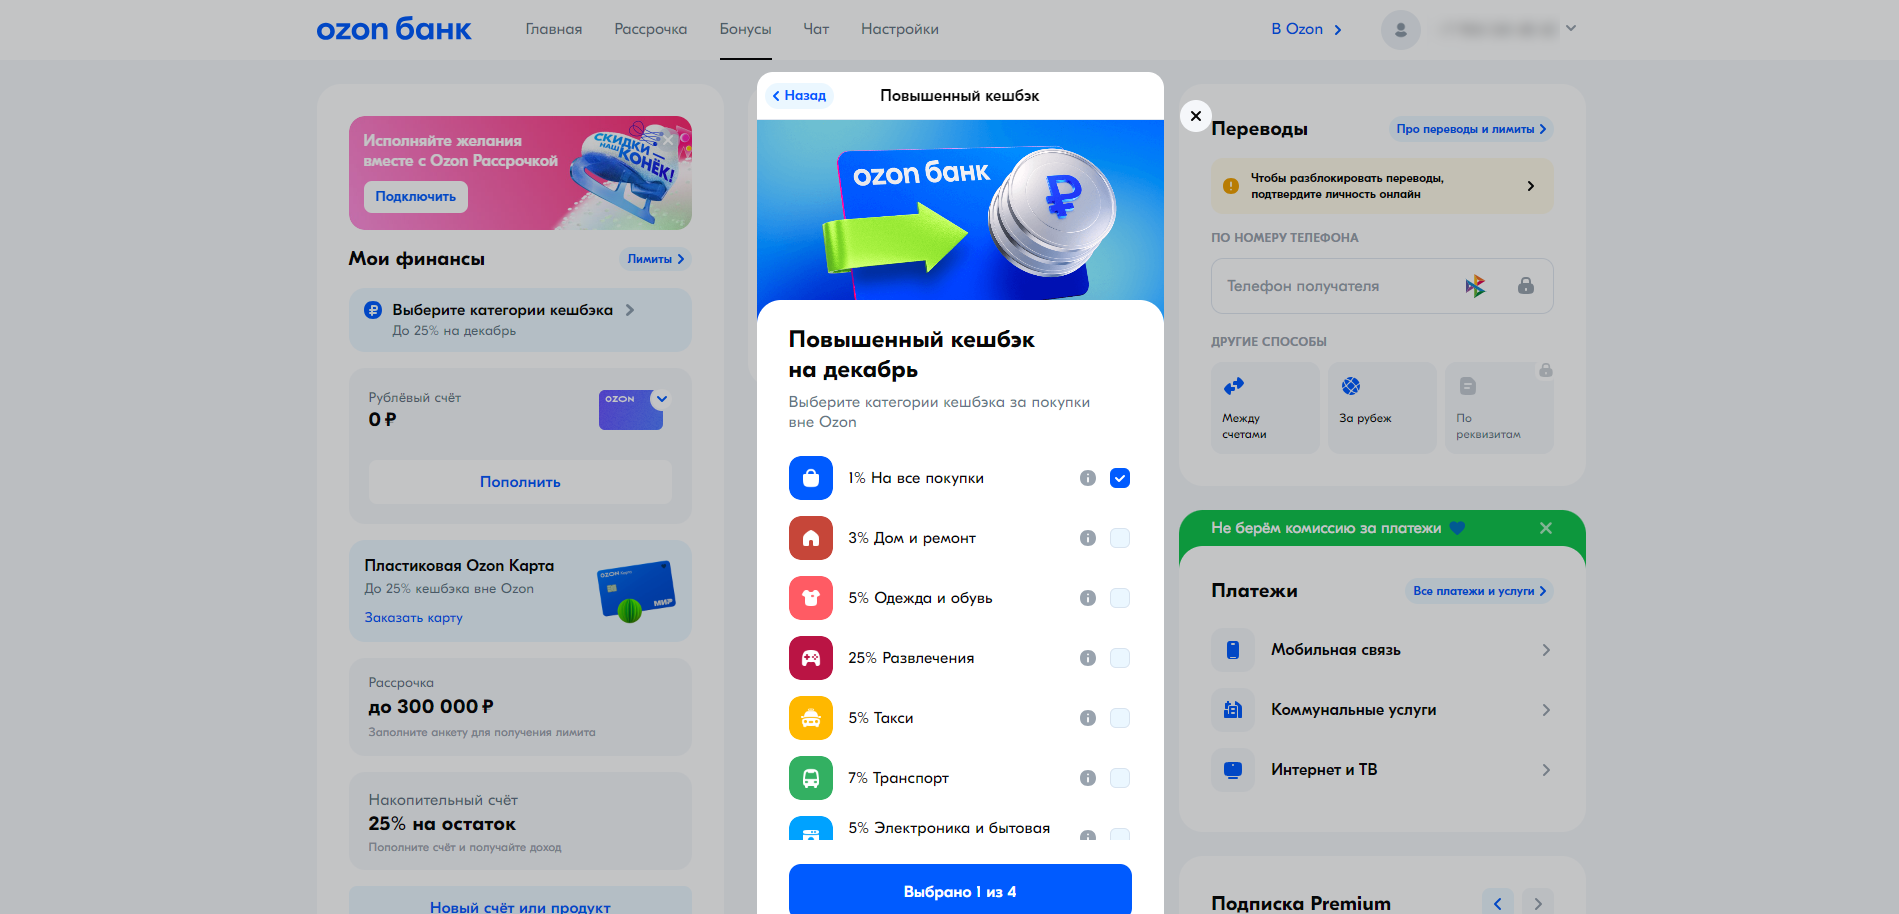 ozon банк
Главная
Рассрочка
Бонусы
Чат
Настройки
В Ozon
Исполняйте желания
вместе с Ozon Рассрочкой
Подключить
СКИДКИ
НАШ
КОНЁК!
Мои финансы
Лимиты
Выберите категории кешбэка
До 25% на декабрь
Рублёвый счёт
0 ₽
OZON
Пополнить
Пластиковая Ozon Карта
До 25% кешбэка вне Ozon
Заказать карту
OZON Карта
МИР
Рассрочка
до 300 000 ₽
Заполните анкету для получения лимита
Накопительный счёт
25% на остаток
Пополните счёт и получайте доход
Новый счёт или продукт
Назад
Повышенный кешбэк
ozon банк
₽
Повышенный кешбэк
на декабрь
Выберите категории кешбэка за покупки
вне Ozon
1% На все покупки
3% Дом и ремонт
5% Одежда и обувь
25% Развлечения
5% Такси
7% Транспорт
5% Электроника и бытовая
Выбрано 1 из 4
Переводы
Про переводы и лимиты
Чтобы разблокировать переводы,
подтвердите личность онлайн
ПО НОМЕРУ ТЕЛЕФОНА
Телефон получателя
ДРУГИЕ СПОСОБЫ
Между
счетами
За рубеж
По
реквизитам
Не берём комиссию за платежи
Платежи
Все платежи и услуги
Мобильная связь
Коммунальные услуги
Интернет и ТВ
Подписка Premium